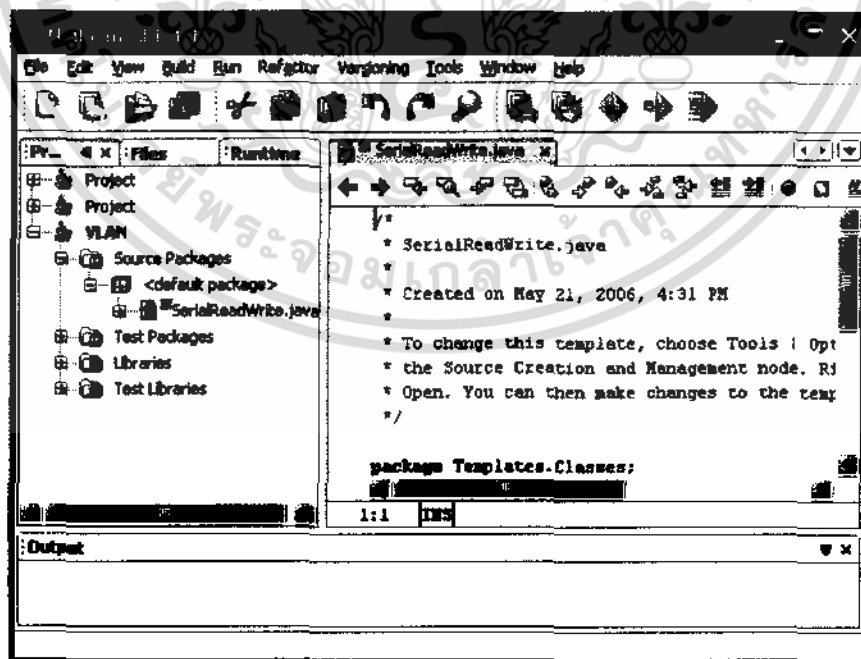 File Edit View Build Run Refactor Versioning Tools Window Help
Pr... Files Runtime
SerialReadWrite.java
Project
Project
VLAN
Source Packages
<default package>
SerialReadWrite.java
Test Packages
Libraries
Test Libraries
/*
* SerialReadWrite.java
*
* Created on May 21, 2006, 4:31 PM
*
* To change this template, choose Tools | Opt
* the Source Creation and Management node. Ri
* Open. You can then make changes to the temp
*/
package Templates.Classes;
1:1 INS
Output